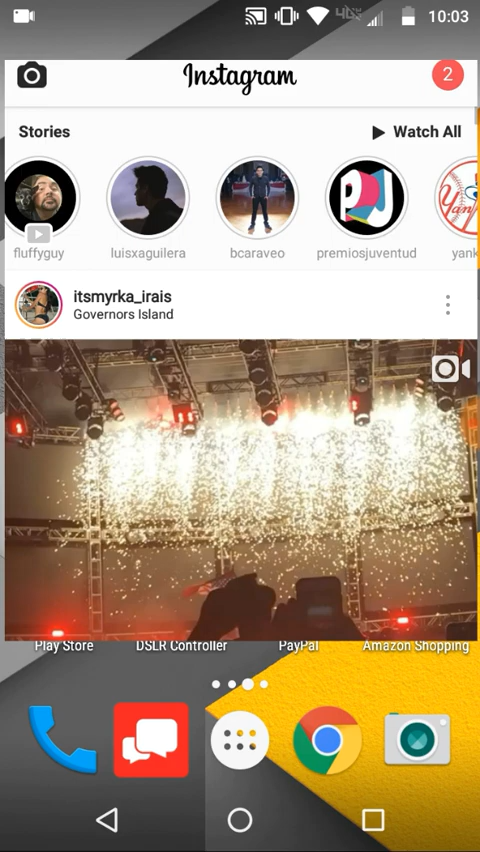 10:03
Instagram
2
Stories
Watch All
fluffyguy
luisxaguilera
bcaraveo
premiosjuventud
yank
itsmyrka_irais
Governors Island
Play Store
DSLR Controller
PayPal
Amazon Shopping